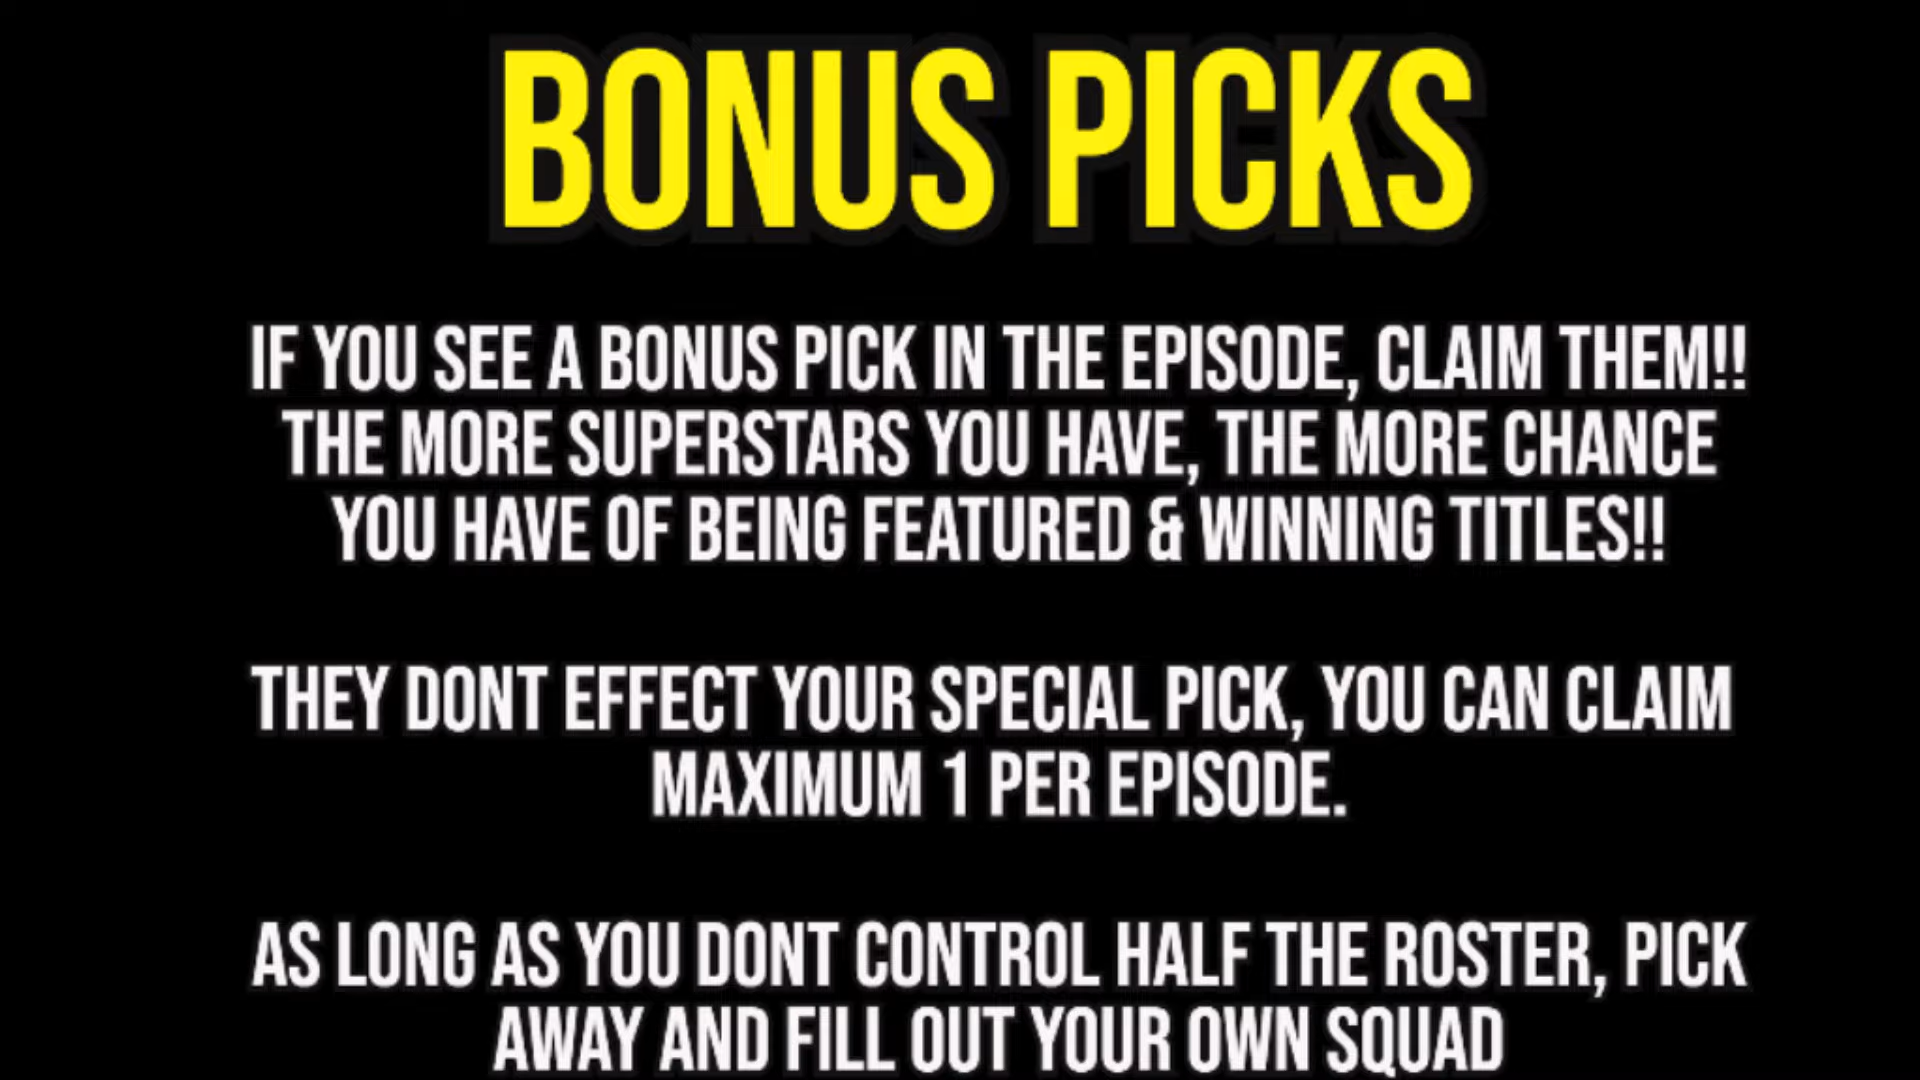 BONUS PICKS
IF YOU SEE A BONUS PICK IN THE EPISODE, CLAIM THEM!!
THE MORE SUPERSTARS YOU HAVE, THE MORE CHANCE
YOU HAVE OF BEING FEATURED & WINNING TITLES!!
THEY DONT EFFECT YOUR SPECIAL PICK, YOU CAN CLAIM
MAXIMUM 1 PER EPISODE.
AS LONG AS YOU DONT CONTROL HALF THE ROSTER, PICK
AWAY AND FILL OUT YOUR OWN SQUAD